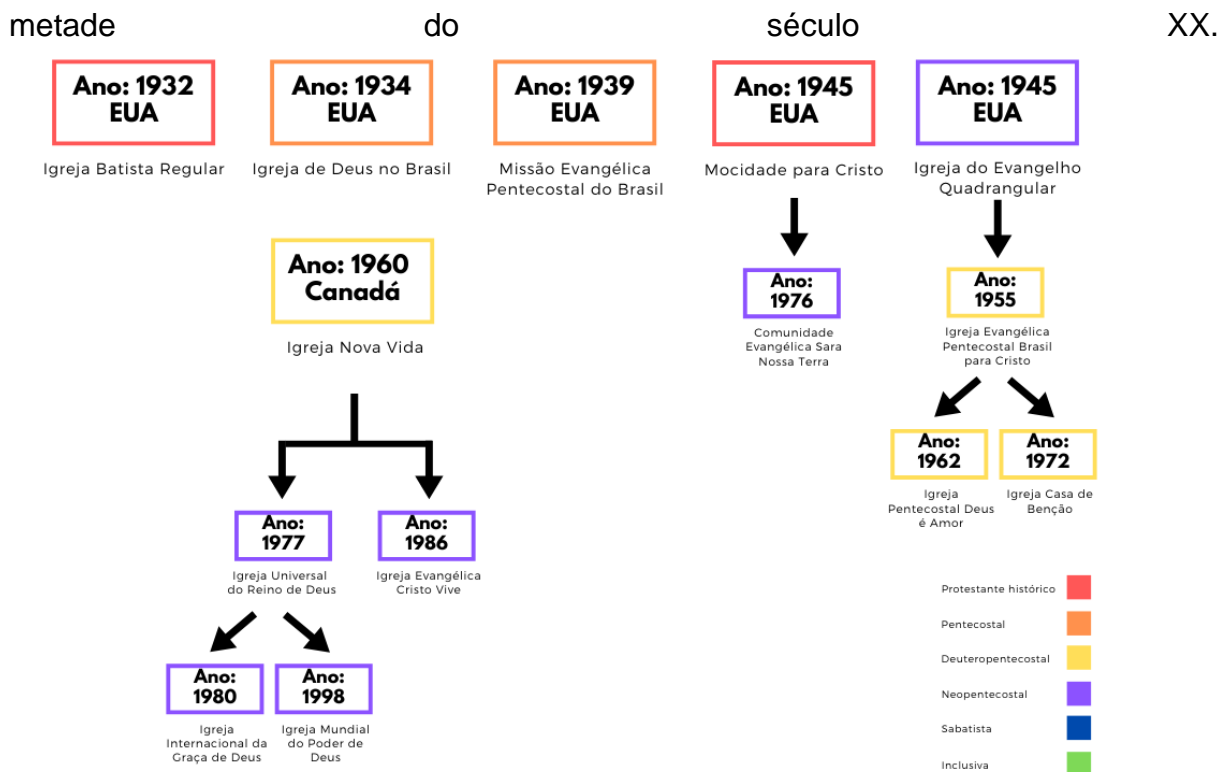 metade do século XX.
Ano: 1932
EUA
Igreja Batista Regular
Ano: 1934
EUA
Igreja de Deus no Brasil
Ano: 1939
EUA
Missão Evangélica
Pentecostal do Brasil
Ano: 1945
EUA
Mocidade para Cristo
Ano: 1945
EUA
Igreja do Evangelho
Quadrangular
Ano: 1960
Canadá
Igreja Nova Vida
Ano:
1976
Comunidade
Evangélica Sara
Nossa Terra
Ano:
1955
Igreja Evangélica
Pentecostal Brasil
para Cristo
Ano:
1962
Igreja
Pentecostal Deus
é Amor
Ano:
1972
Igreja Casa de
Benção
Ano:
1977
Igreja Universal
do Reino de Deus
Ano:
1986
Igreja Evangélica
Cristo Vive
Ano:
1980
Igreja
Internacional da
Graça de Deus
Ano:
1998
Igreja Mundial
do Poder de
Deus
Protestante histórico
Pentecostal
Deuteropentecostal
Neopentecostal
Sabatista
Inclusiva